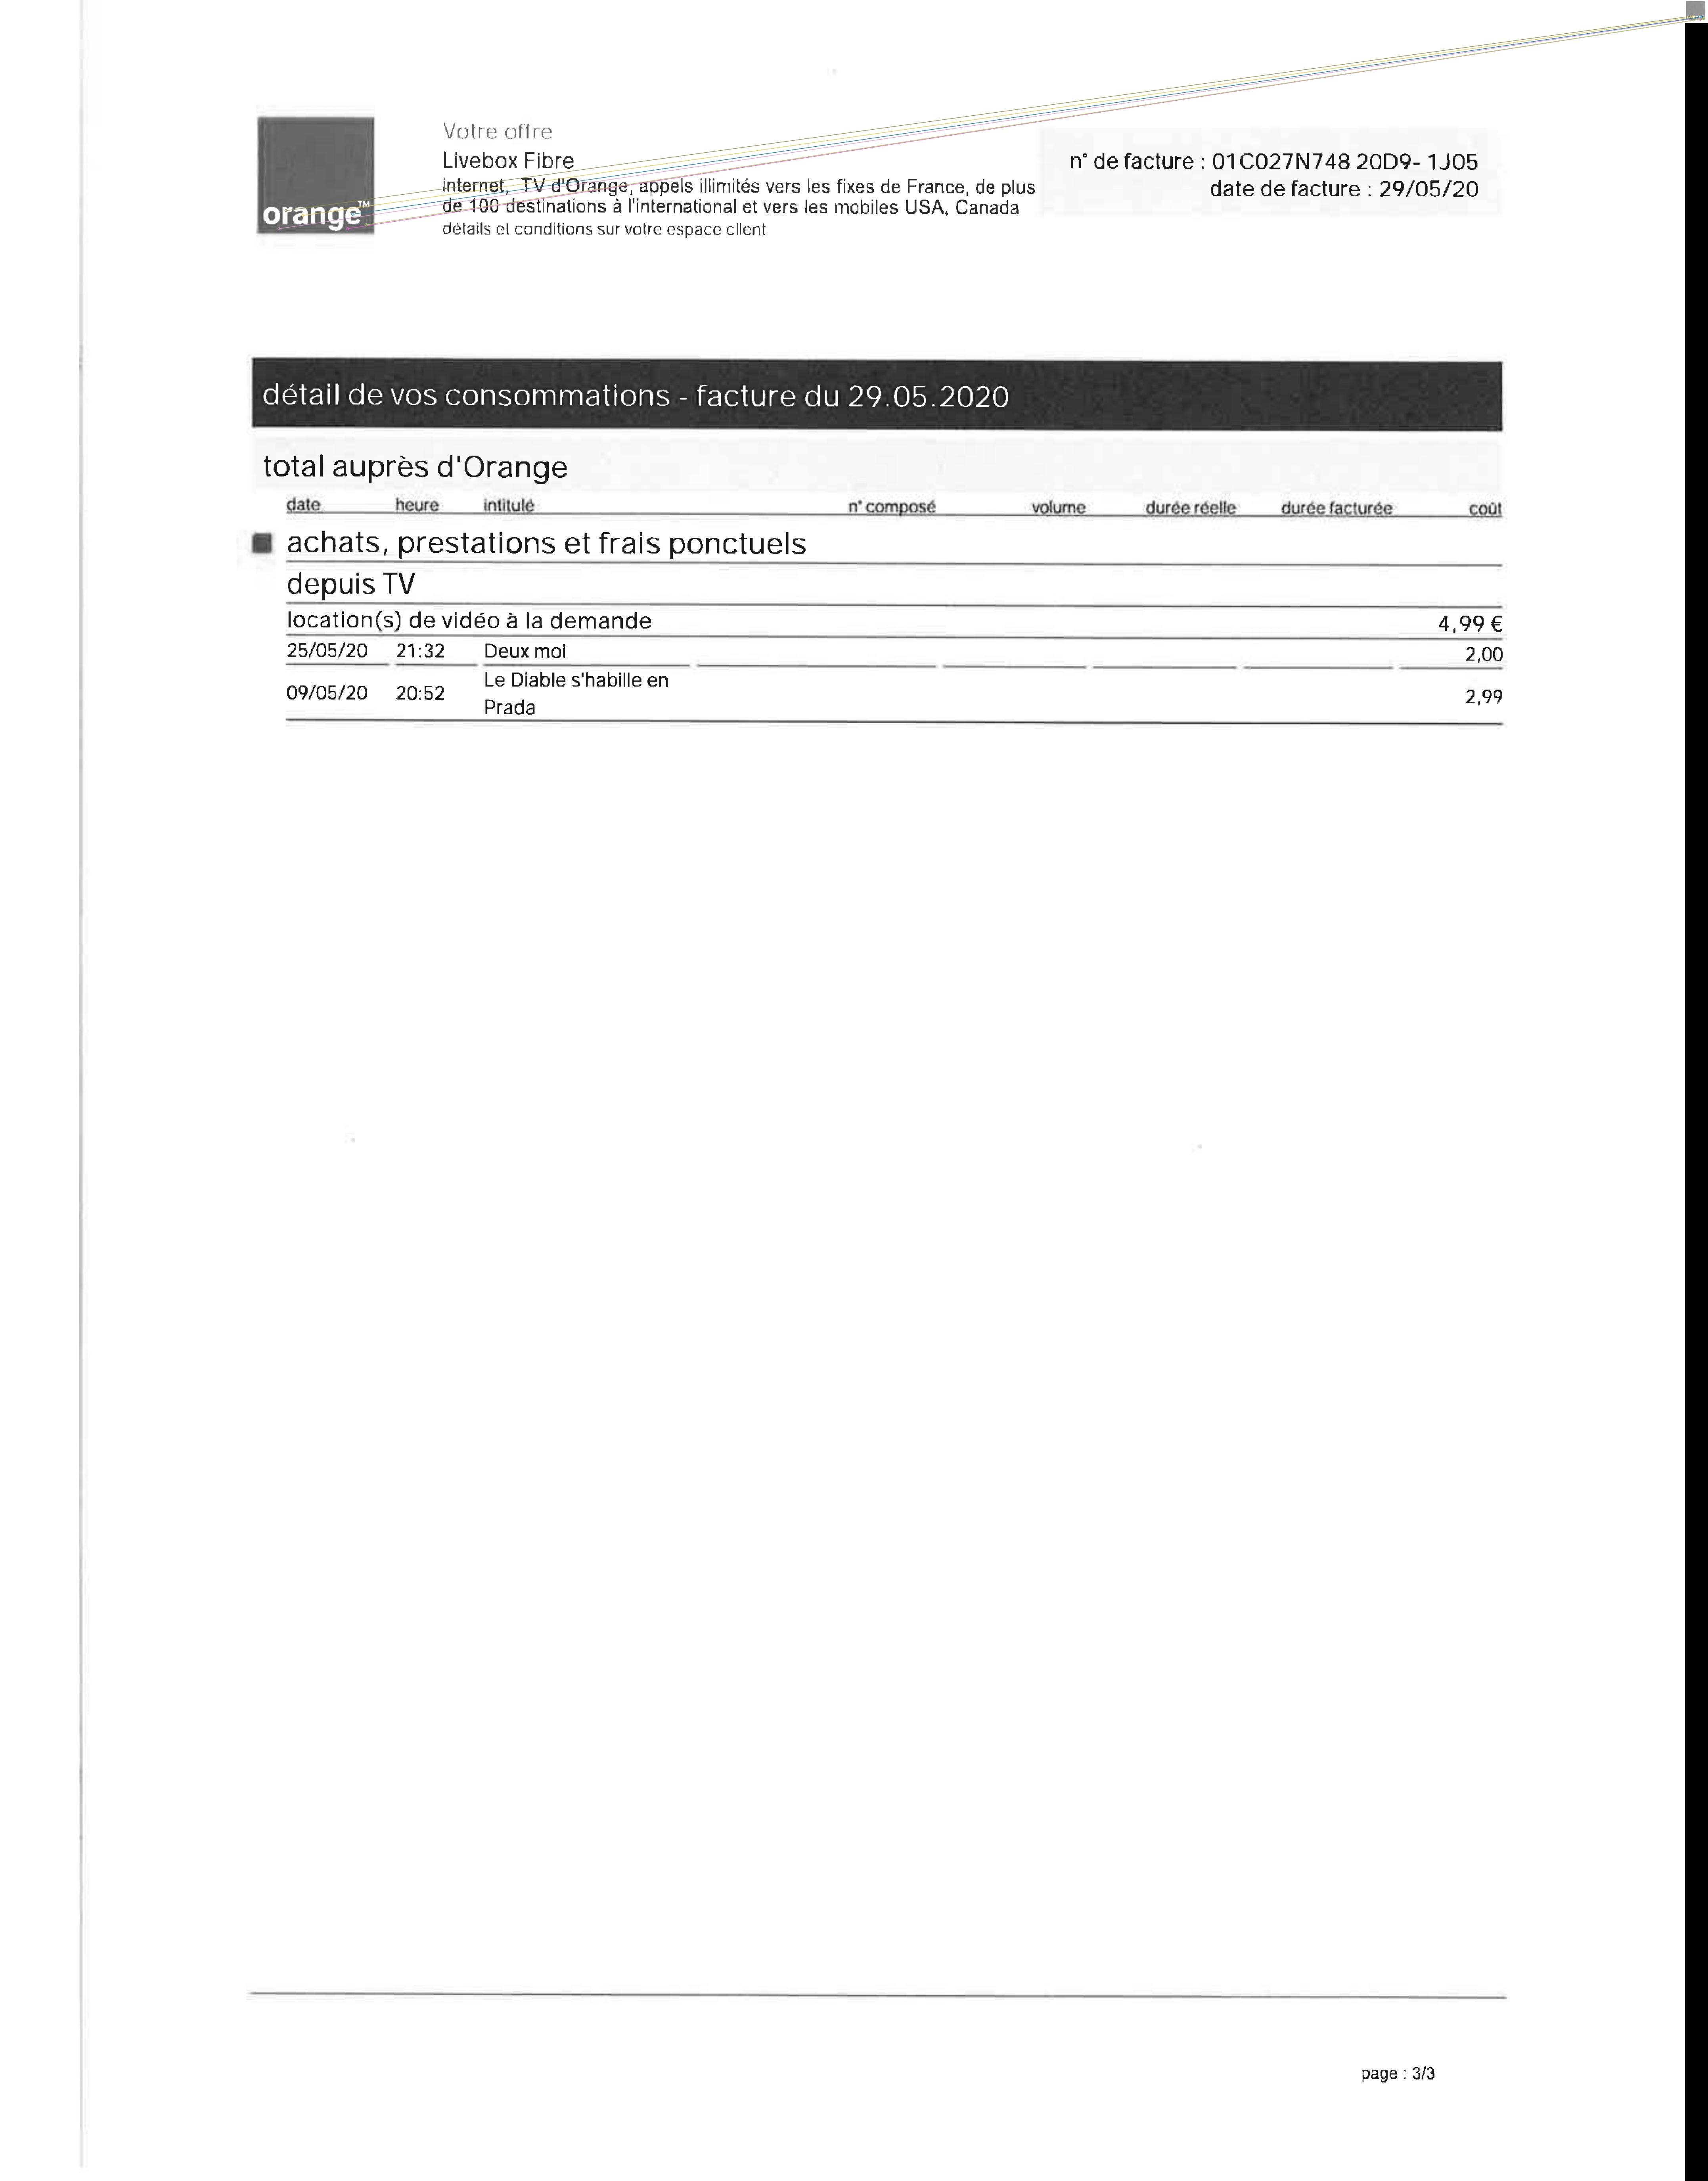 orange™
Votre offre
Livebox Fibre
internet, TV d'Orange, appels illimités vers les fixes de France, de plus
de 100 destinations à l'international et vers les mobiles USA, Canada
détails et conditions sur votre espace client
n° de facture : 01C027N748 20D9- 1J05
date de facture : 29/05/20
détail de vos consommations - facture du 29.05.2020
total auprès d'Orange
date heure intitulé n° composé volume durée réelle durée facturée coût
achats, prestations et frais ponctuels
depuis TV
location(s) de vidéo à la demande 4,99 €
25/05/20 21:32 Deux moi 2,00
09/05/20 20:52 Le Diable s'habille en
Prada 2,99
page : 3/3